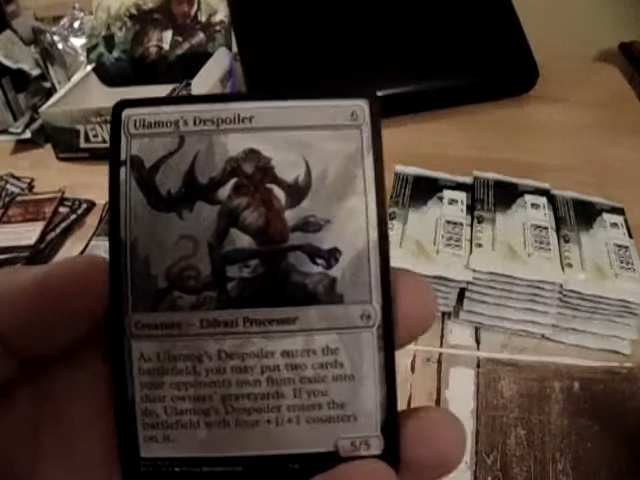 Ulamog's Despoiler 6
Creature — Eldrazi Processor
As Ulamog's Despoiler enters the
battlefield, you may put two cards
your opponents own from exile into
their owners' graveyards. If you
do, Ulamog's Despoiler enters the
battlefield with four +1/+1 counters
on it.
5/5
ZEN